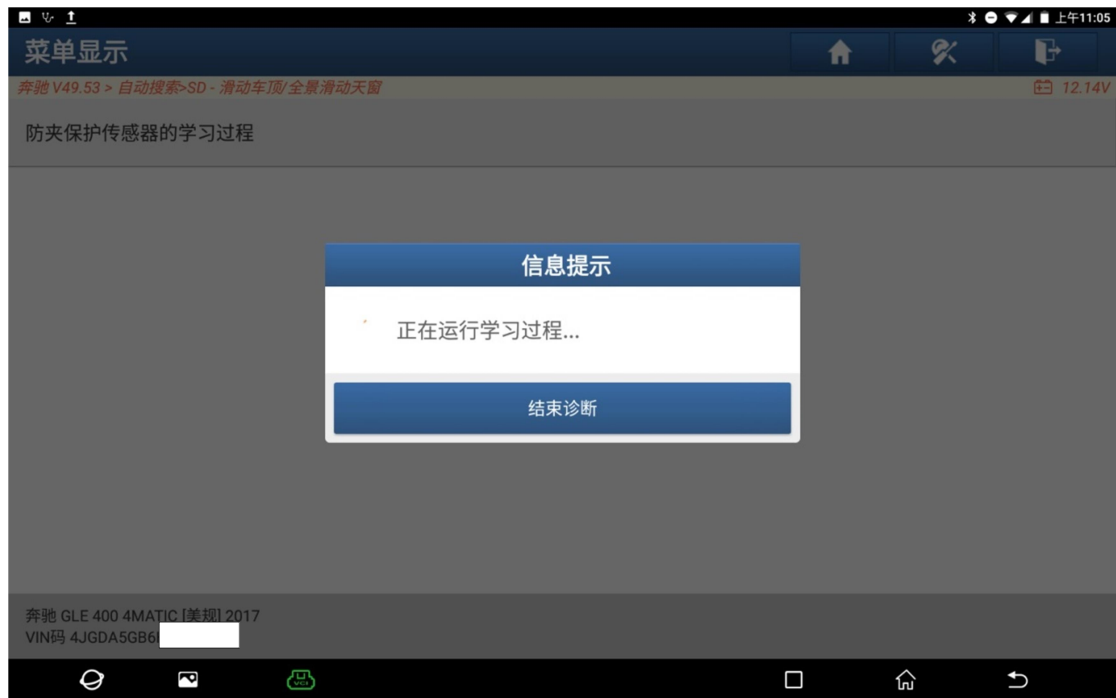 上午11:05
菜单显示
奔驰 V49.53 > 自动搜索>SD - 滑动车顶/全景滑动天窗
12.14V
防夹保护传感器的学习过程
信息提示
正在运行学习过程...
结束诊断
奔驰 GLE 400 4MATIC [美规] 2017
VIN码 4JGDA5GB6
VCI